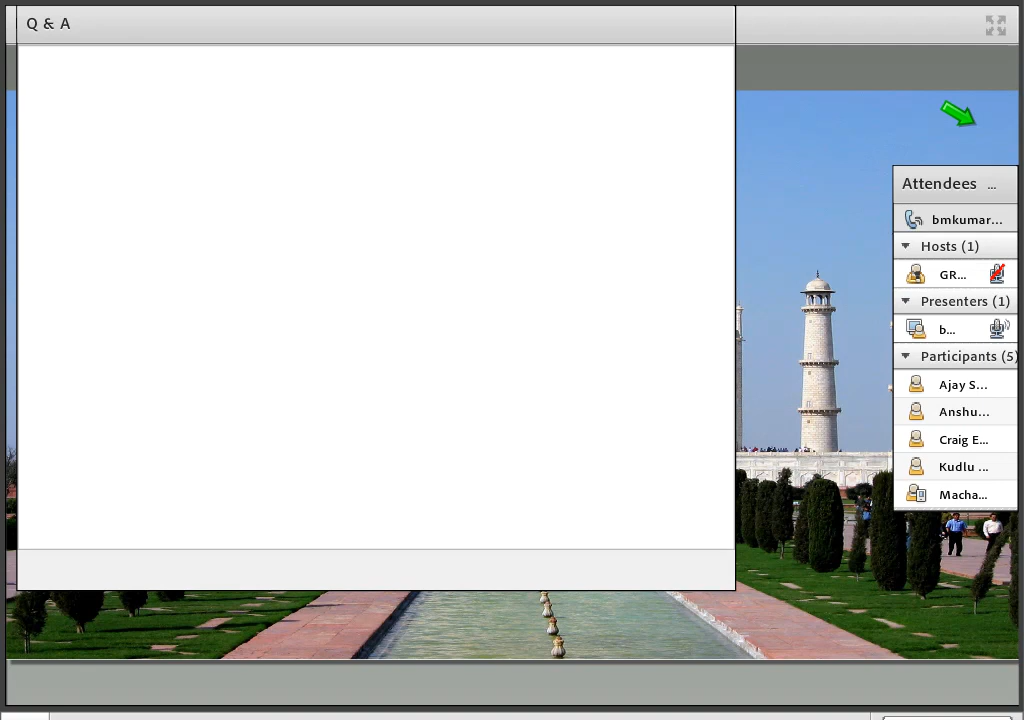 Q & A
Attendees ...
bmkumar...
Hosts (1)
GR...
Presenters (1)
b...
Participants (5)
Ajay S...
Anshu...
Craig E...
Kudlu ...
Macha...